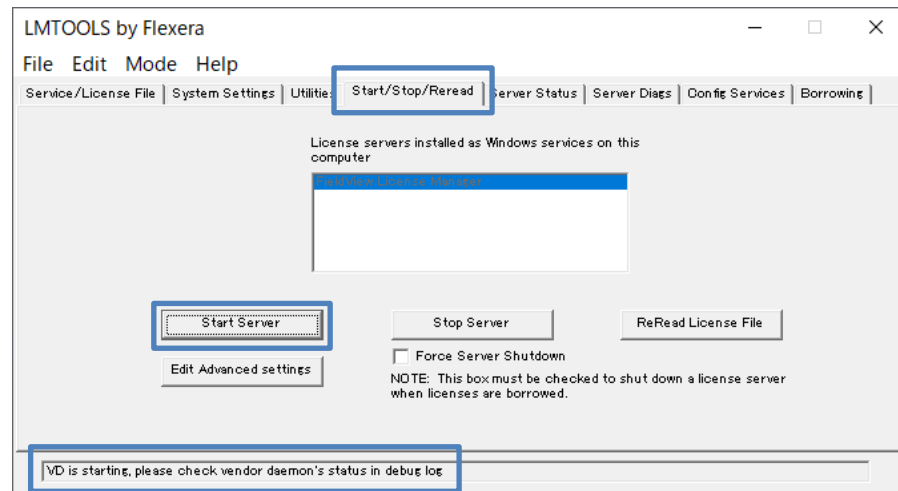 LMTOOLS by Flexera
File Edit Mode Help
Service/License File System Settings Utilities Start/Stop/Reread Server Status Server Diags Config Services Borrowing
License servers installed as Windows services on this
computer
FieldView License Manager
Start Server Stop Server ReRead License File
Force Server Shutdown
Edit Advanced settings
NOTE: This box must be checked to shut down a license server
when licenses are borrowed.
VD is starting, please check vendor daemon's status in debug log